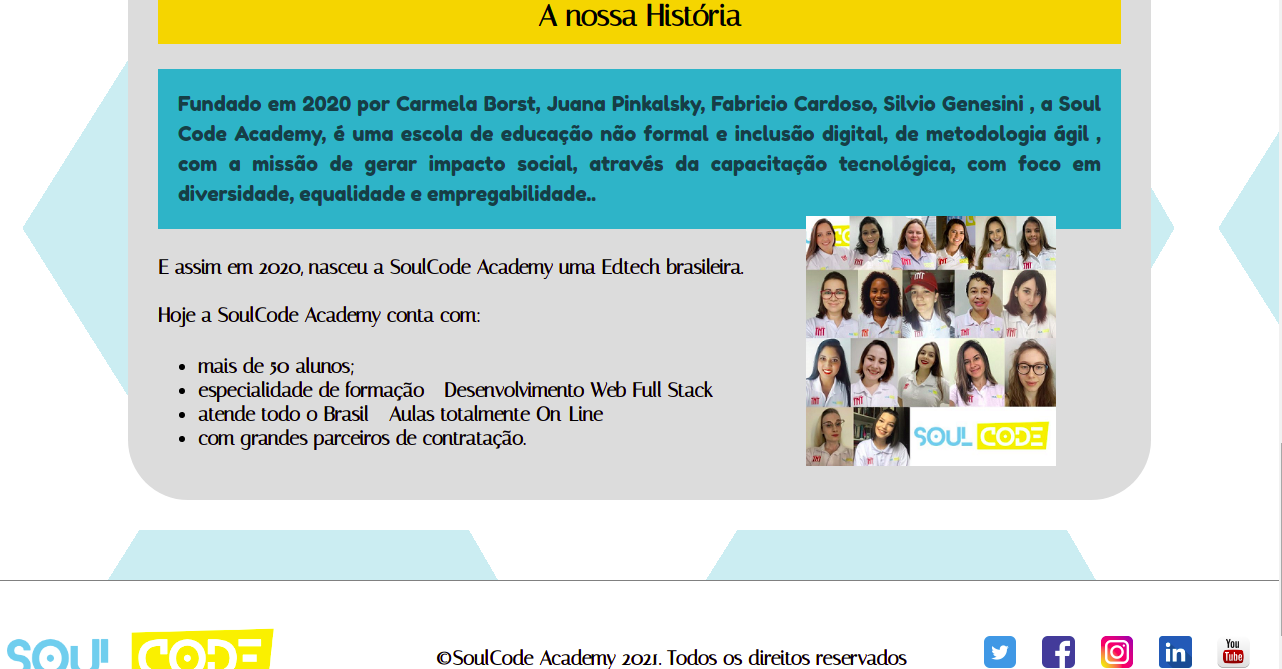 A nossa História
Fundado em 2020 por Carmela Borst, Juana Pinkalsky, Fabricio Cardoso, Silvio Genesini , a Soul
Code Academy, é uma escola de educação não formal e inclusão digital, de metodologia ágil ,
com a missão de gerar impacto social, através da capacitação tecnológica, com foco em
diversidade, equalidade e empregabilidade..
E assim em 2020, nasceu a SoulCode Academy uma Edtech brasileira.
Hoje a SoulCode Academy conta com:
• mais de 50 alunos;
• especialidade de formação Desenvolvimento Web Full Stack
• atende todo o Brasil Aulas totalmente On Line
• com grandes parceiros de contratação.
SOUL CODE
SOUL CODE
©SoulCode Academy 2021. Todos os direitos reservados
in
You
Tube